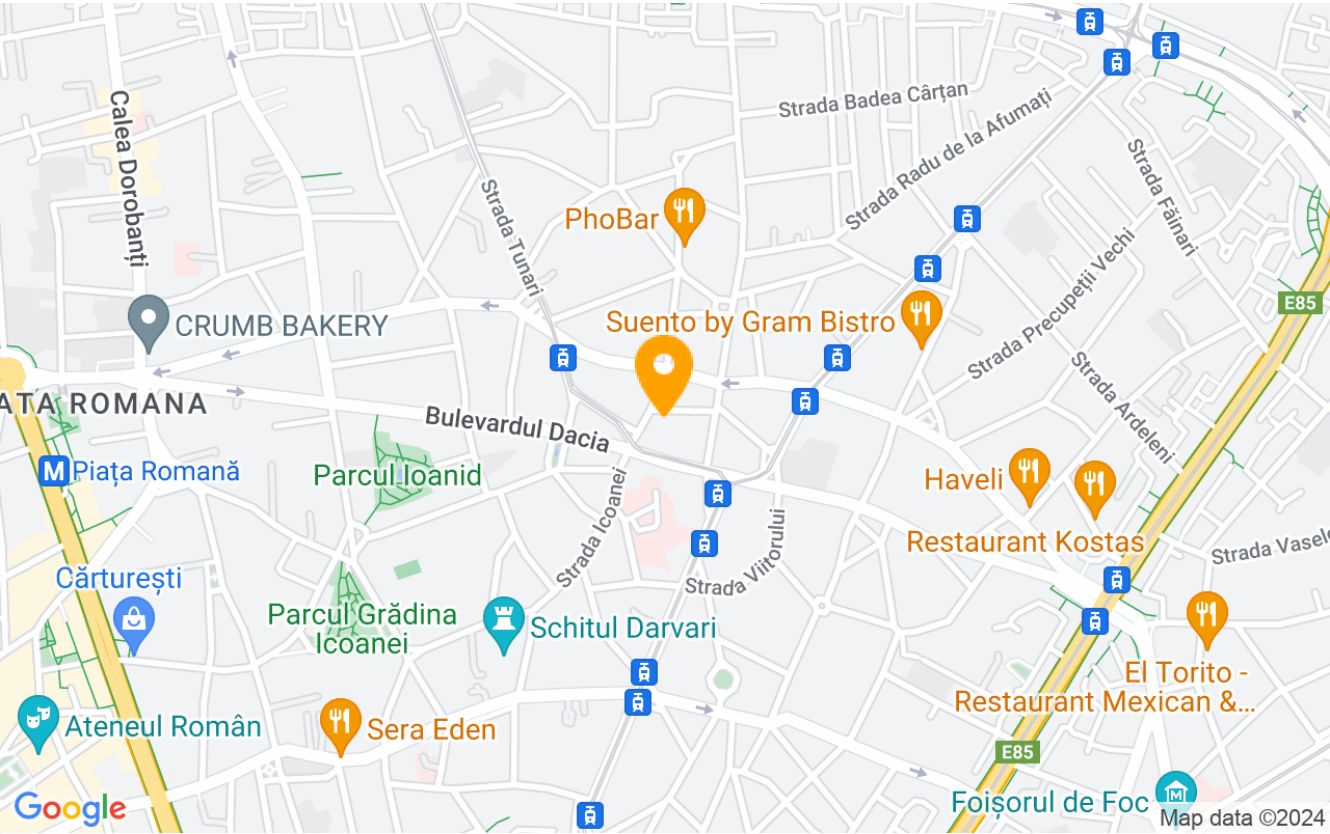 Strada Badea Cârțan
Calea Dorobanți
Strada Radu de la Afumați
Strada Făinari
Strada Tunari
PhoBar
Strada Precupeții Vechi
E85
CRUMB BAKERY
Suento by Gram Bistro
Strada Ardeleni
ATA ROMANA
Bulevardul Dacia
M
Piața Romană
Parcul Ioanid
Haveli
Strada Icoanei
Restaurant Kostas
Strada Viitorului
Strada Vasele
Cărturești
Parcul Grădina
Icoanei
Schitul Darvari
El Torito -
Restaurant Mexican &...
Ateneul Român
Sera Eden
E85
Foișorul de Foc
Google
Map data ©2024